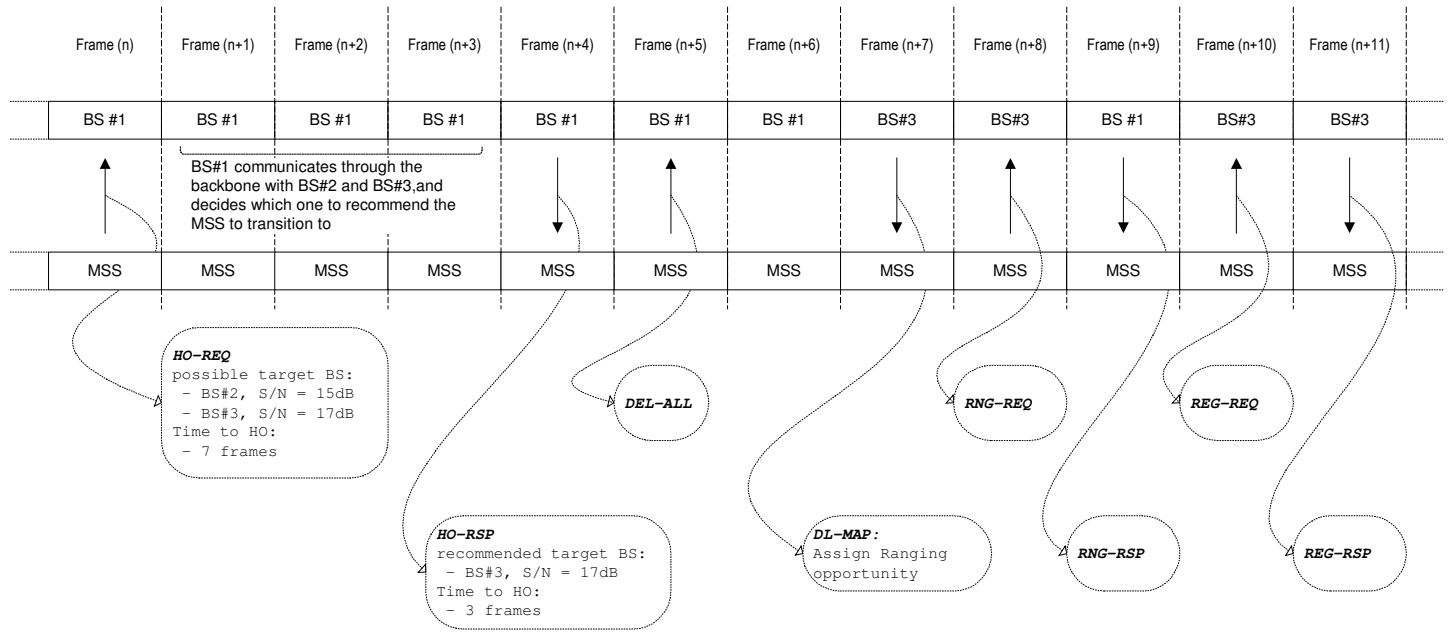 Frame (n) Frame (n+1) Frame (n+2) Frame (n+3) Frame (n+4) Frame (n+5) Frame (n+6) Frame (n+7) Frame (n+8) Frame (n+9) Frame (n+10) Frame (n+11)
BS #1 BS #1 BS #1 BS #1 BS #1 BS #1 BS #1 BS#3 BS#3 BS #1 BS#3 BS#3
BS#1 communicates through the
backbone with BS#2 and BS#3,and
decides which one to recommend the
MSS to transition to
MSS MSS MSS MSS MSS MSS MSS MSS MSS MSS MSS MSS
HO-REQ
possible target BS:
- BS#2, S/N = 15dB
- BS#3, S/N = 17dB
Time to HO:
- 7 frames
DEL-ALL
RNG-REQ
REG-REQ
HO-RSP
recommended target BS:
- BS#3, S/N = 17dB
Time to HO:
- 3 frames
DL-MAP:
Assign Ranging
opportunity
RNG-RSP
REG-RSP